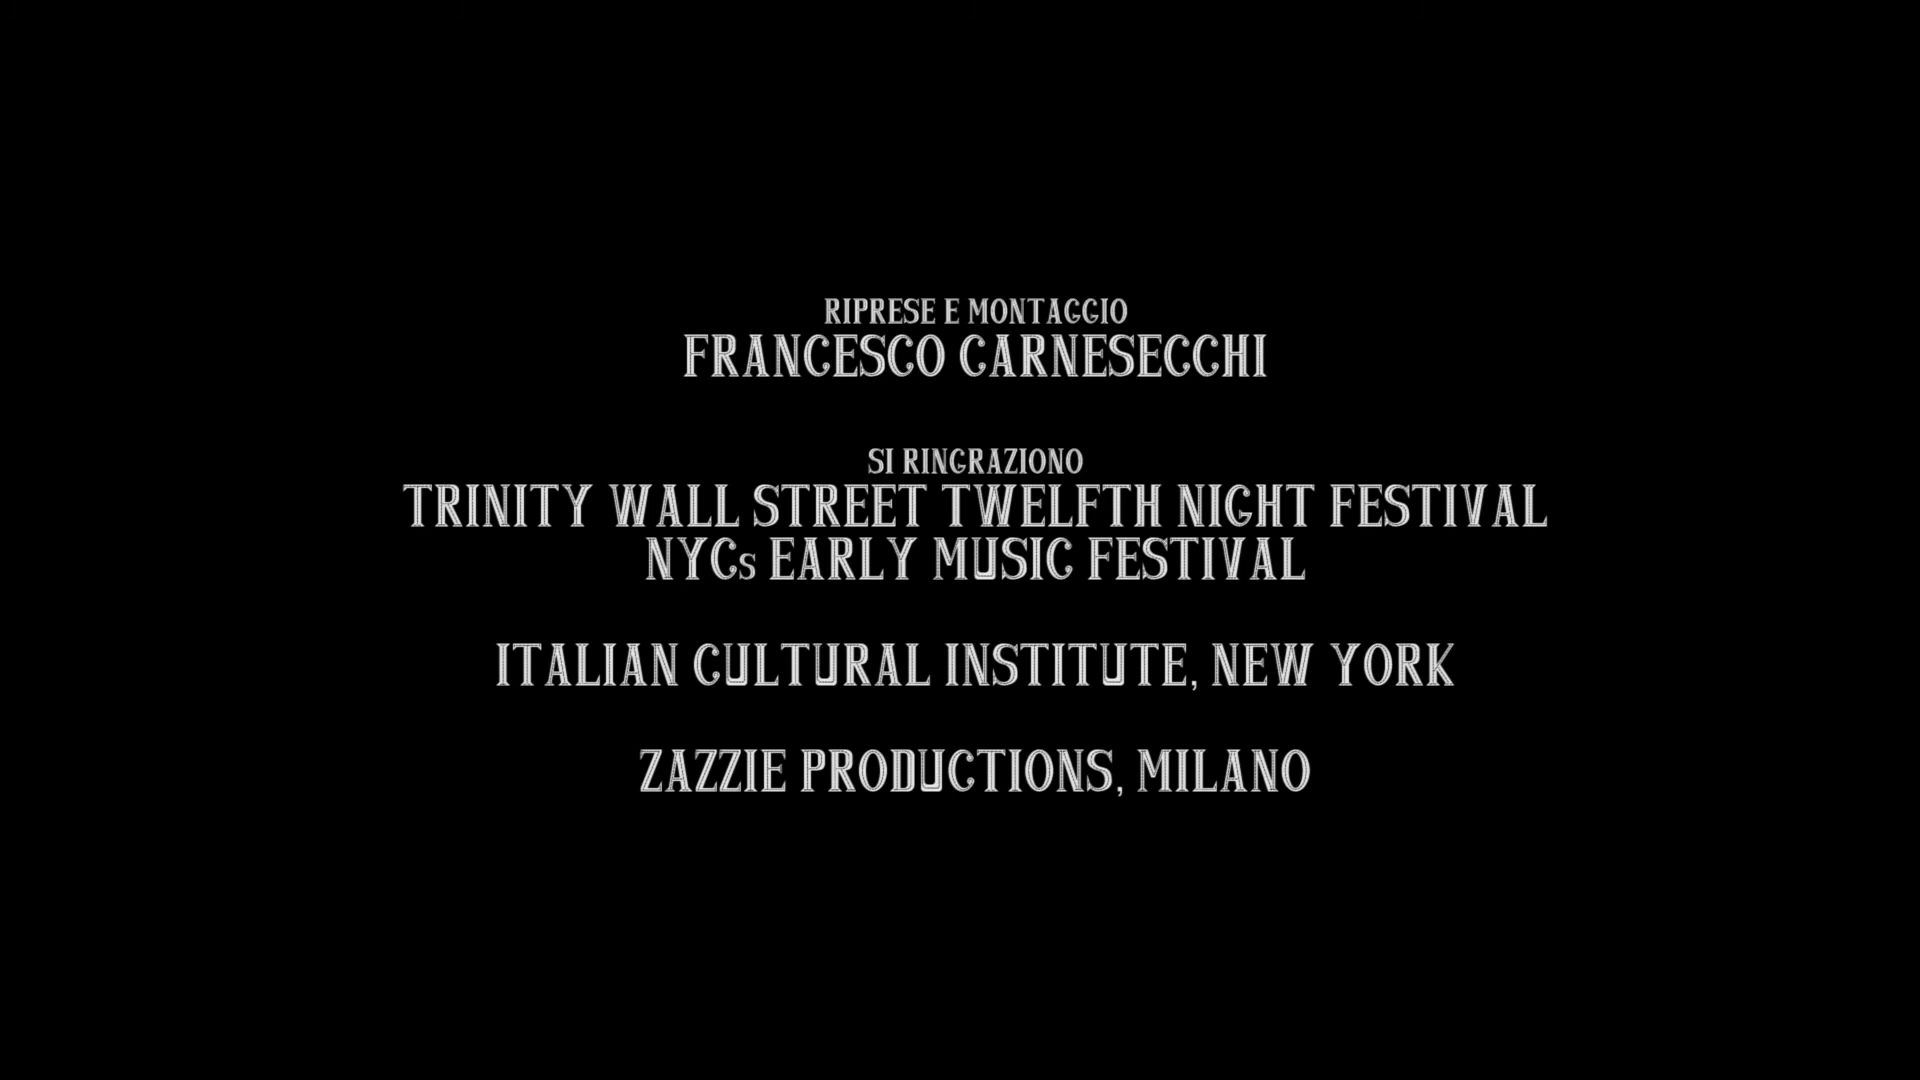 RIPRESE E MONTAGGIO
FRANCESCO CARNESECCHI
SI RINGRAZIONO
TRINITY WALL STREET TWELFTH NIGHT FESTIVAL
NYCs EARLY MUSIC FESTIVAL
ITALIAN CULTURAL INSTITUTE, NEW YORK
ZAZZIE PRODUCTIONS, MILANO